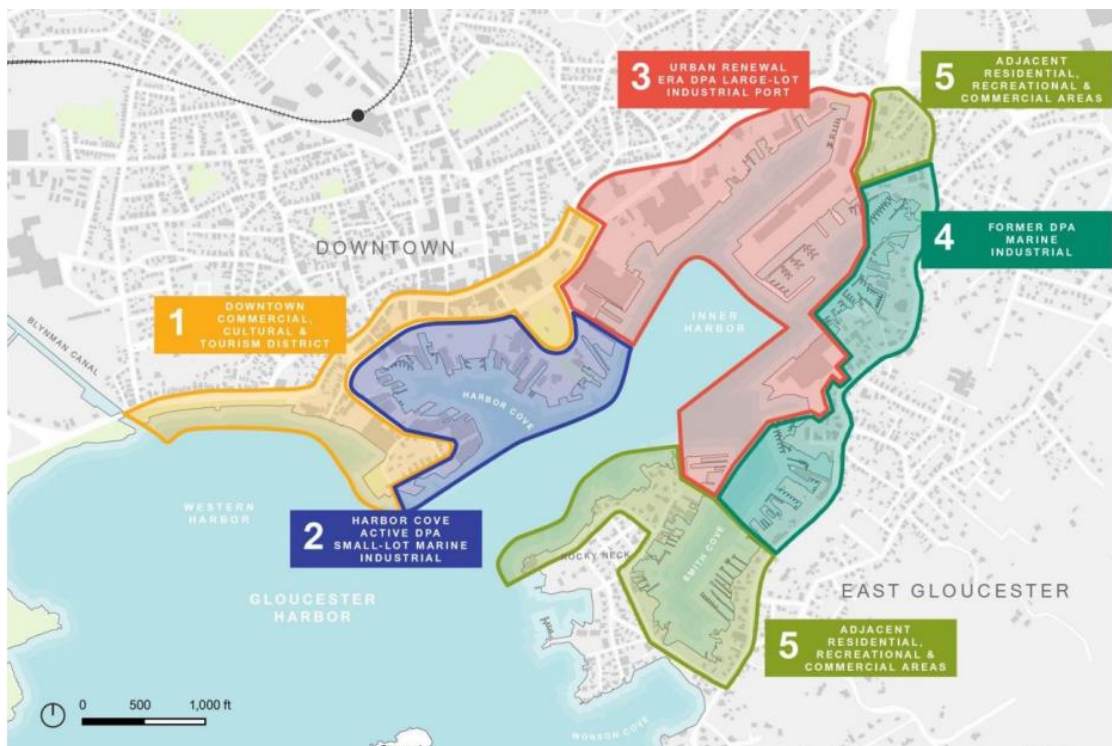 3
URBAN RENEWAL
ERA DPA LARGE-LOT
INDUSTRIAL PORT
5
ADJACENT
RESIDENTIAL,
RECREATIONAL &
COMMERCIAL AREAS
4
FORMER DPA
MARINE
INDUSTRIAL
DOWNTOWN
1
DOWNTOWN
COMMERCIAL,
CULTURAL &
TOURISM DISTRICT
BLYNMAN CANAL
INNER
HARBOR
HARBOR COVE
WESTERN
HARBOR
2
HARBOR COVE
ACTIVE DPA
SMALL-LOT MARINE
INDUSTRIAL
ROCKY NECK
SMITH COVE
GLOUCESTER
HARBOR
EAST GLOUCESTER
5
ADJACENT
RESIDENTIAL,
RECREATIONAL &
COMMERCIAL AREAS
0 500 1,000 ft
WONSON COVE